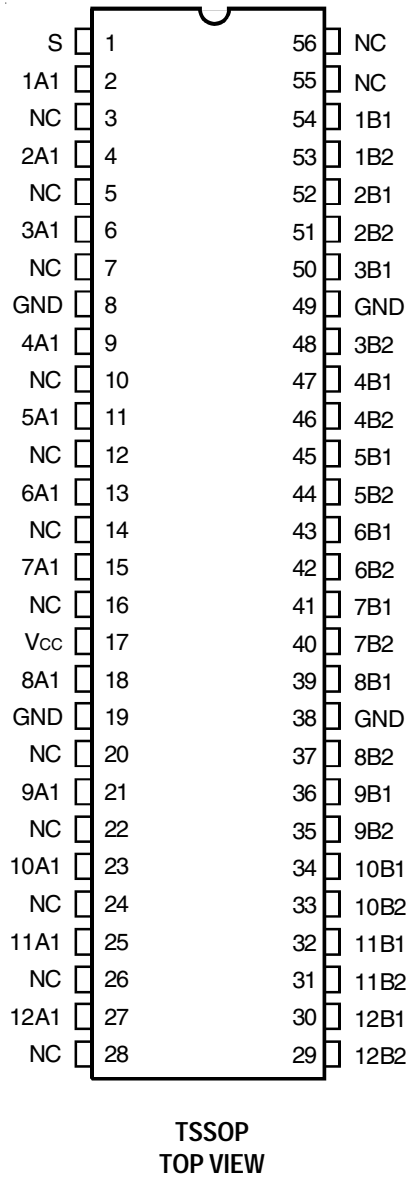 S 1 56 NC
1A1 2 55 NC
NC 3 54 1B1
2A1 4 53 1B2
NC 5 52 2B1
3A1 6 51 2B2
NC 7 50 3B1
GND 8 49 GND
4A1 9 48 3B2
NC 10 47 4B1
5A1 11 46 4B2
NC 12 45 5B1
6A1 13 44 5B2
NC 14 43 6B1
7A1 15 42 6B2
NC 16 41 7B1
Vcc 17 40 7B2
8A1 18 39 8B1
GND 19 38 GND
NC 20 37 8B2
9A1 21 36 9B1
NC 22 35 9B2
10A1 23 34 10B1
NC 24 33 10B2
11A1 25 32 11B1
NC 26 31 11B2
12A1 27 30 12B1
NC 28 29 12B2
TSSOP
TOP VIEW